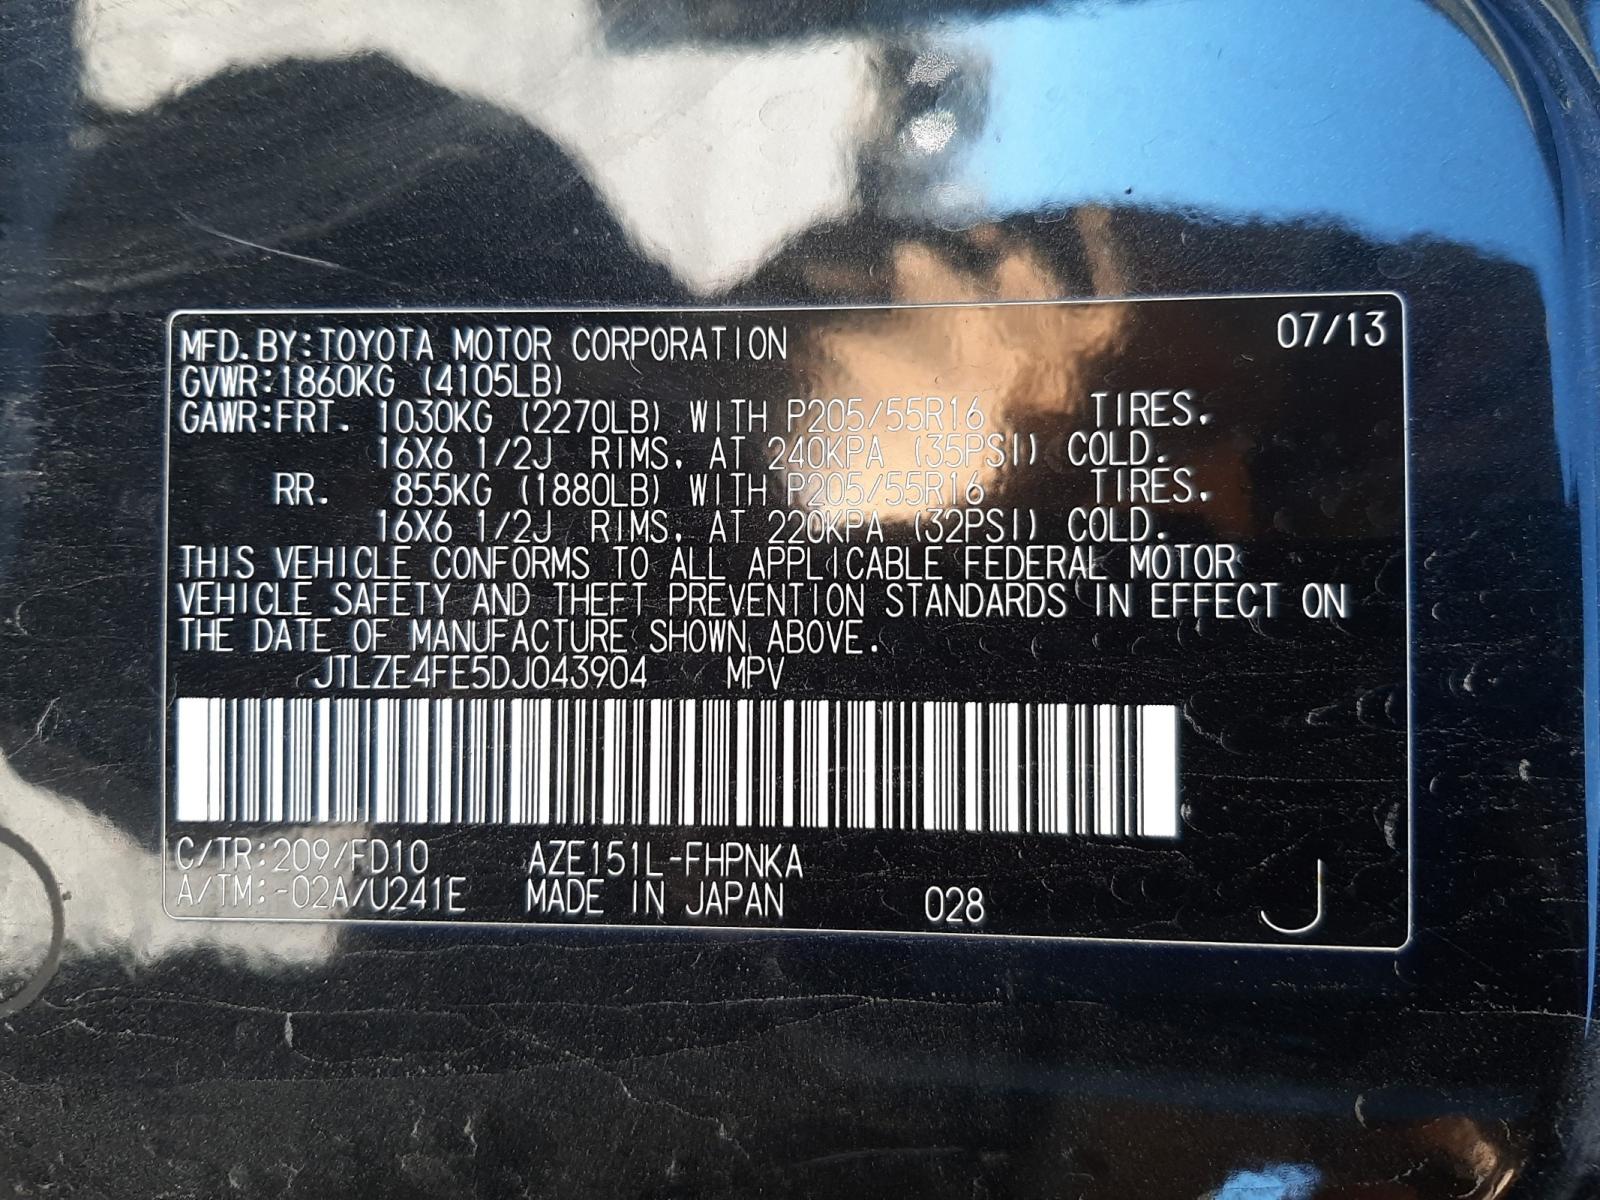 07/13
MFD.BY:TOYOTA MOTOR CORPORATION
GVWR:1860KG (4105LB)
GAWR:FRT. 1030KG (2270LB) WITH P205/55R16 TIRES,
16X6 1/2J RIMS, AT 240KPA (35PSI) COLD.
RR. 855KG (1880LB) WITH P205/55R16 TIRES,
16X6 1/2J RIMS, AT 220KPA (32PSI) COLD.
THIS VEHICLE CONFORMS TO ALL APPLICABLE FEDERAL MOTOR
VEHICLE SAFETY AND THEFT PREVENTION STANDARDS IN EFFECT ON
THE DATE OF MANUFACTURE SHOWN ABOVE.
JTLZE4FE5DJ043904 MPV
C/TR:209/FD10 AZE151L-FHPNKA
A/TM:-02A/U241E MADE IN JAPAN 028 J